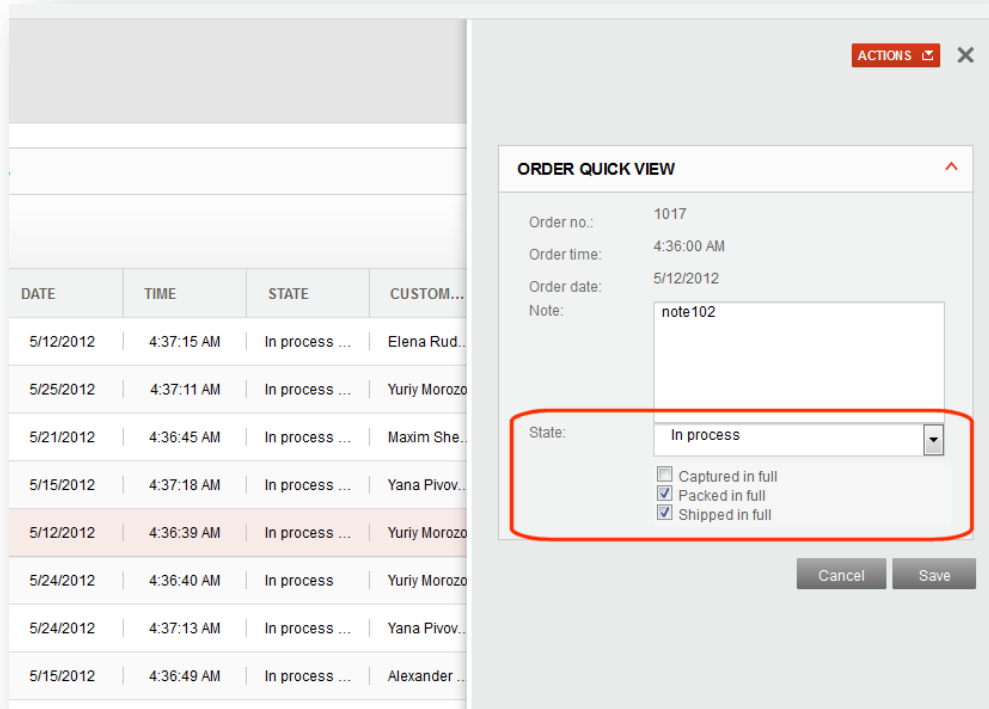 ACTIONS
ORDER QUICK VIEW
Order no.: 1017
Order time: 4:36:00 AM
Order date: 5/12/2012
Note: note102
State: In process
Captured in full
Packed in full
Shipped in full
Cancel Save
DATE TIME STATE CUSTOM...
5/12/2012 4:37:15 AM In process ... Elena Rud..
5/25/2012 4:37:11 AM In process ... Yuriy Morozo
5/21/2012 4:36:45 AM In process ... Maxim She..
5/15/2012 4:37:18 AM In process ... Yana Pivov..
5/12/2012 4:36:39 AM In process ... Yuriy Morozo
5/24/2012 4:36:40 AM In process Yuriy Morozo
5/24/2012 4:37:13 AM In process ... Yana Pivov..
5/15/2012 4:36:49 AM In process ... Alexander ..